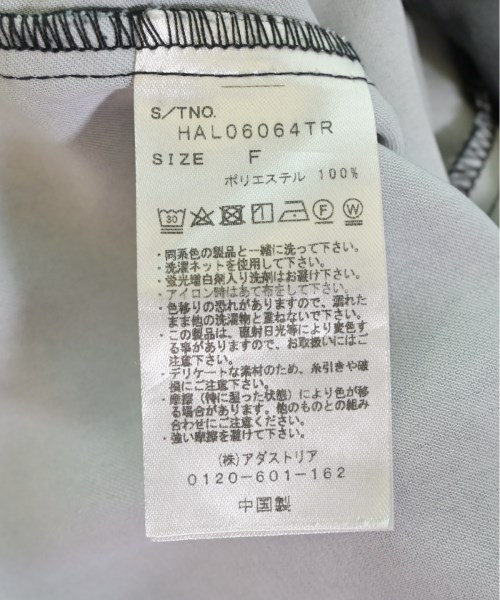 S/TNO.
HAL06064TR
SIZE F
ポリエステル 100%
30 F W
・同系色の製品と一緒に洗って下さい。
・洗濯ネットを使用して下さい。
・蛍光増白剤入り洗剤はお避け下さい。
・アイロン時はあて布をして下さい。
・色移りの恐れがありますので、濡れた
まま他の洗濯物と重ねないで下さい。
・この製品は、直射日光等により変色す
る事がありますので、お取扱いにはご
注意下さい。
・デリケートな素材のため、糸引きや破
損にご注意下さい。
・摩擦（特に湿った状態）により色が移
る場合があります。他のものとの組み
合わせにご注意下さい。
・強い摩擦を避けて下さい。
(株)アダストリア
0120-601-162
中国製